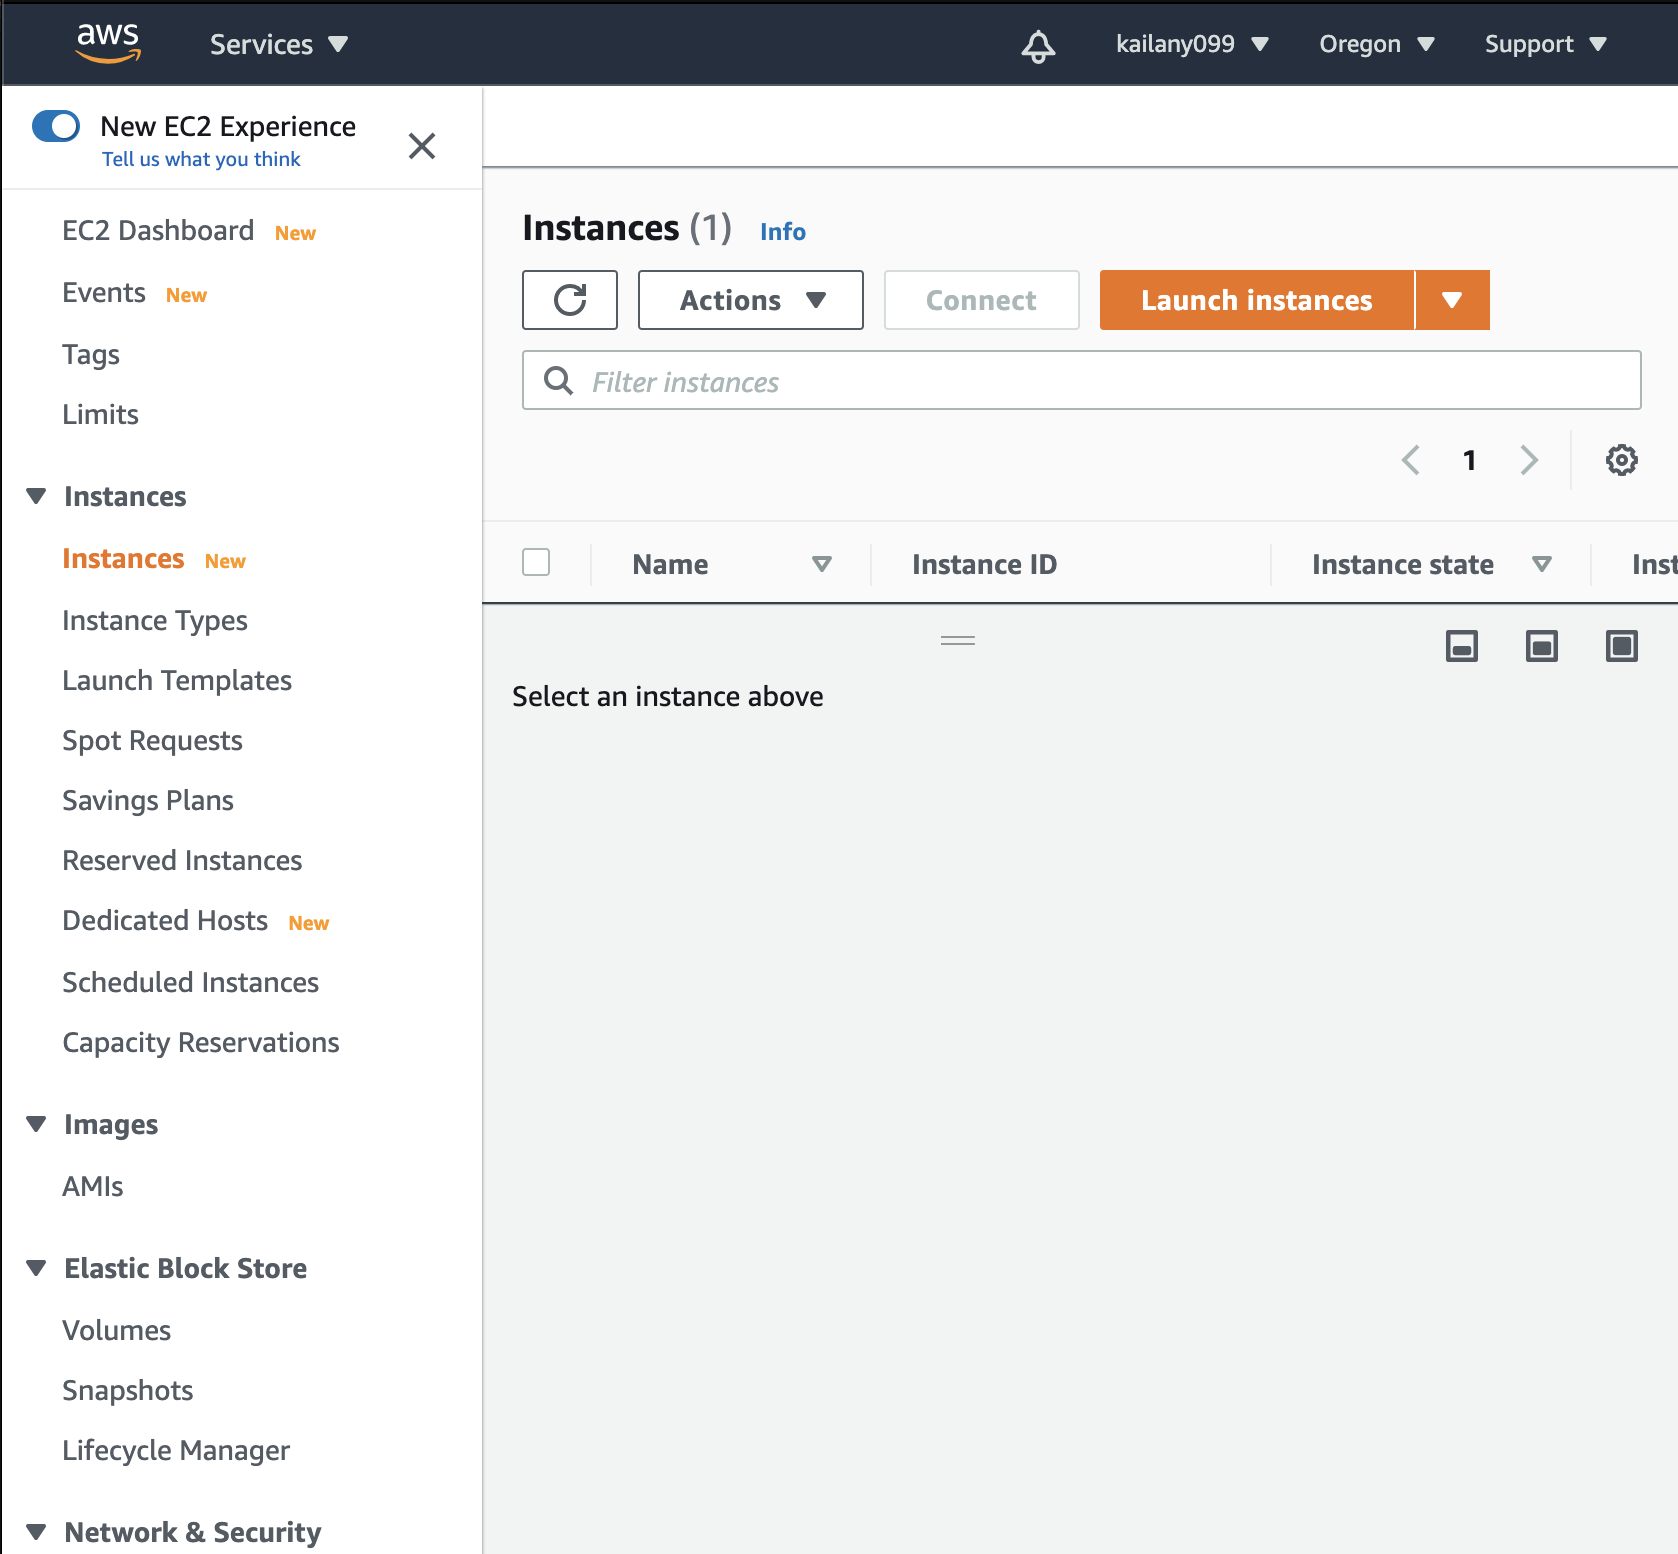 aws Services kailany099 Oregon Support
New EC2 Experience
Tell us what you think
EC2 Dashboard New
Events New
Tags
Limits
Instances
Instances New
Instance Types
Launch Templates
Spot Requests
Savings Plans
Reserved Instances
Dedicated Hosts New
Scheduled Instances
Capacity Reservations
Images
AMIs
Elastic Block Store
Volumes
Snapshots
Lifecycle Manager
Network & Security
Instances (1) Info
Actions Connect Launch instances
Filter instances
1
Name Instance ID Instance state Inst
Select an instance above